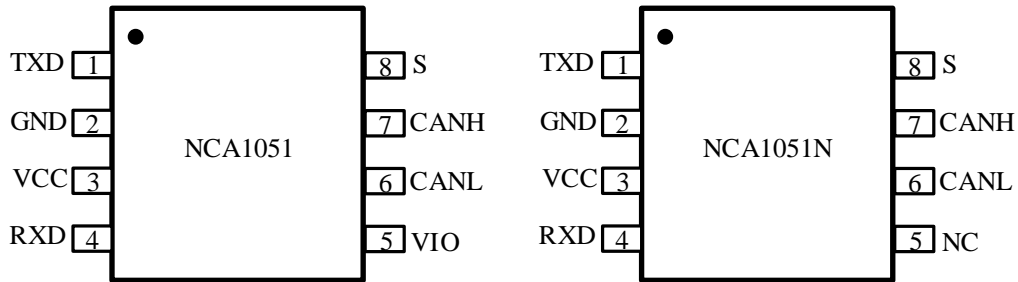 TXD 1 8 S TXD 1 8 S
GND 2 7 CANH GND 2 7 CANH
NCA1051 NCA1051N
VCC 3 6 CANL VCC 3 6 CANL
RXD 4 5 VIO RXD 4 5 NC